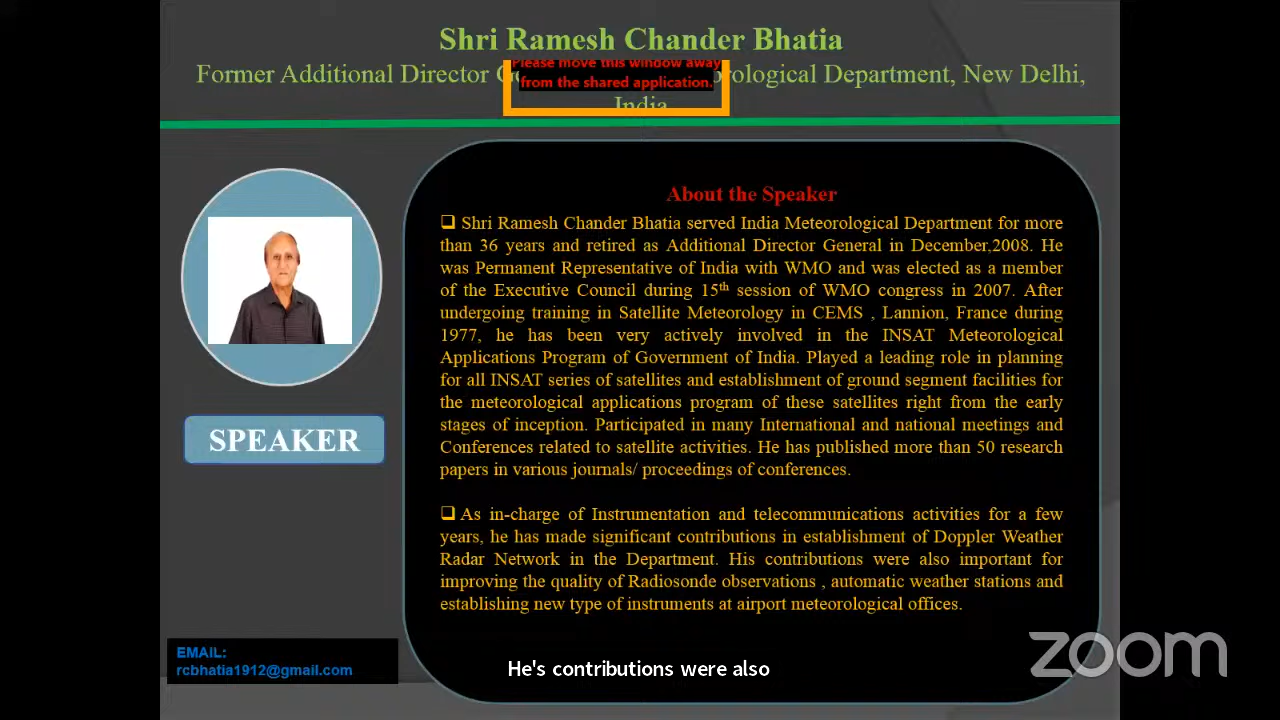 Shri Ramesh Chander Bhatia
Former Additional Director G rological Department, New Delhi,
India
Please move this window away
from the shared application.
About the Speaker
❑ Shri Ramesh Chander Bhatia served India Meteorological Department for more
than 36 years and retired as Additional Director General in December,2008. He
was Permanent Representative of India with WMO and was elected as a member
of the Executive Council during 15th session of WMO congress in 2007. After
undergoing training in Satellite Meteorology in CEMS , Lannion, France during
1977, he has been very actively involved in the INSAT Meteorological
Applications Program of Government of India. Played a leading role in planning
for all INSAT series of satellites and establishment of ground segment facilities for
the meteorological applications program of these satellites right from the early
stages of inception. Participated in many International and national meetings and
Conferences related to satellite activities. He has published more than 50 research
papers in various journals/ proceedings of conferences.
❑ As in-charge of Instrumentation and telecommunications activities for a few
years, he has made significant contributions in establishment of Doppler Weather
Radar Network in the Department. His contributions were also important for
improving the quality of Radiosonde observations , automatic weather stations and
establishing new type of instruments at airport meteorological offices.
SPEAKER
EMAIL:
rcbhatia1912@gmail.com
He's contributions were also
zoom